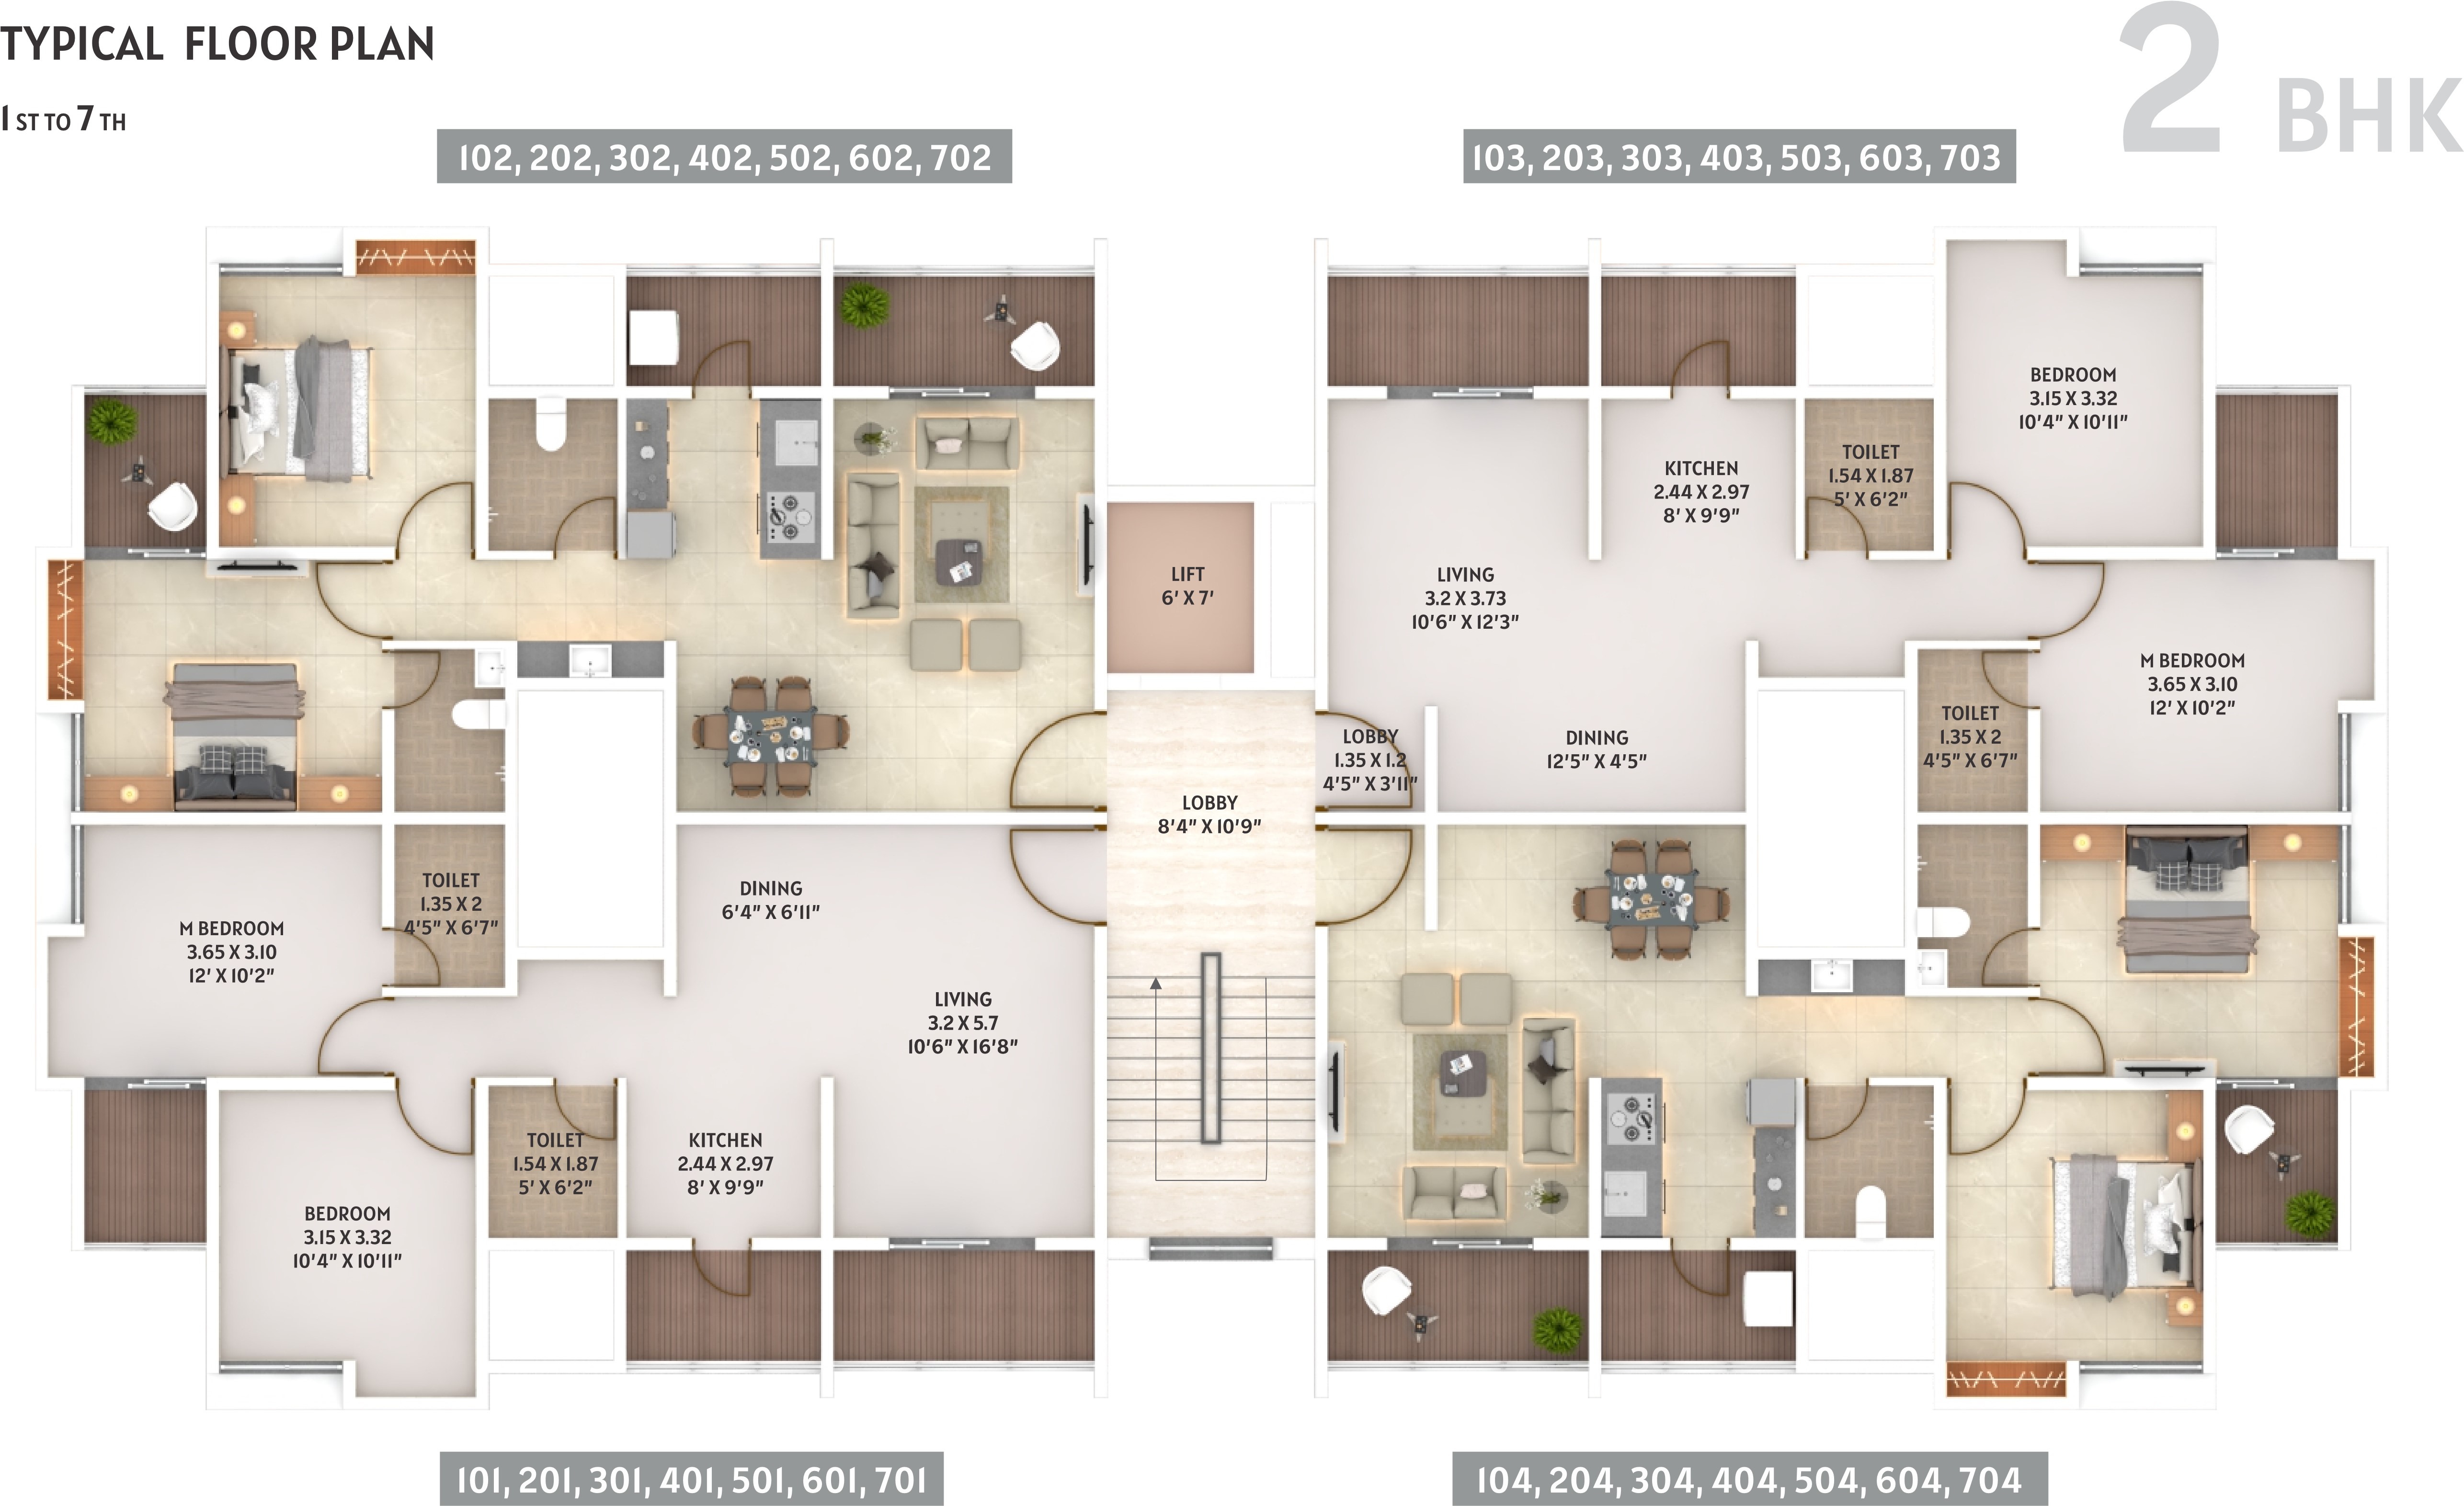 TYPICAL FLOOR PLAN
1 ST TO 7 TH
2 BHK
102, 202, 302, 402, 502, 602, 702
103, 203, 303, 403, 503, 603, 703
BEDROOM
3.15 X 3.32
10'4" X 10'11"
TOILET
1.54 X 1.87
5' X 6'2"
KITCHEN
2.44 X 2.97
8' X 9'9"
LIVING
3.2 X 3.73
10'6" X 12'3"
LIFT
6' X 7'
M BEDROOM
3.65 X 3.10
12' X 10'2"
TOILET
1.35 X 2
4'5" X 6'7"
LOBBY
1.35 X 1.2
4'5" X 3'11"
DINING
12'5" X 4'5"
LOBBY
8'4" X 10'9"
TOILET
1.35 X 2
4'5" X 6'7"
DINING
6'4" X 6'11"
M BEDROOM
3.65 X 3.10
12' X 10'2"
LIVING
3.2 X 5.7
10'6" X 16'8"
TOILET
1.54 X 1.87
5' X 6'2"
KITCHEN
2.44 X 2.97
8' X 9'9"
BEDROOM
3.15 X 3.32
10'4" X 10'11"
101, 201, 301, 401, 501, 601, 701
104, 204, 304, 404, 504, 604, 704